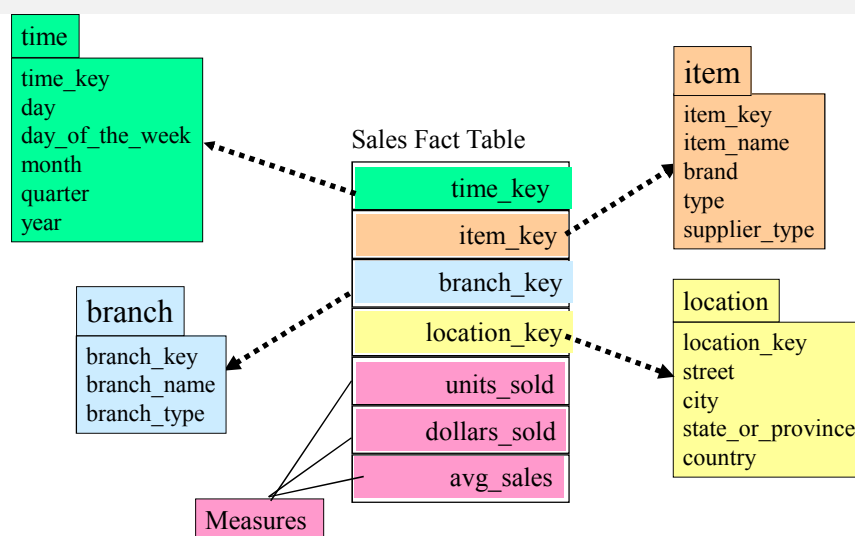 time
time_key
day
day_of_the_week
month
quarter
year
item
item_key
item_name
brand
type
supplier_type
Sales Fact Table
time_key
item_key
branch_key
location_key
units_sold
dollars_sold
avg_sales
Measures
branch
branch_key
branch_name
branch_type
location
location_key
street
city
state_or_province
country